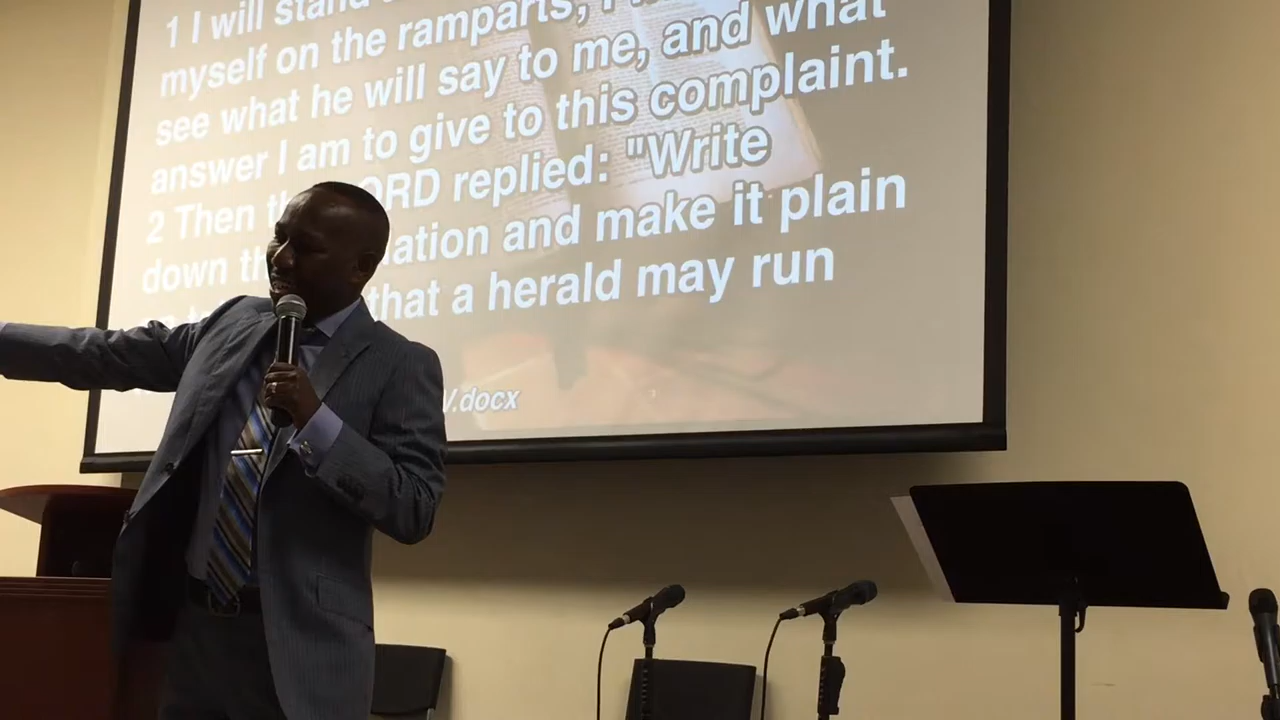 1 I will stand
myself on the ramparts, I
see what he will say to me, and what
answer I am to give to this complaint.
2 Then ORD replied: "Write
down ation and make it plain
that a herald may run
V.docx